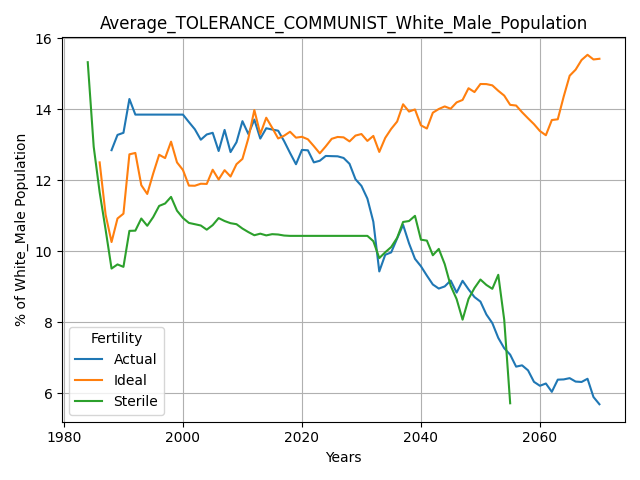 Average_TOLERANCE_COMMUNIST_White_Male_Population
% of White_Male Population
16
14
12
10
8
6
Fertility
Actual
Ideal
Sterile
1980 2000 2020 2040 2060
Years